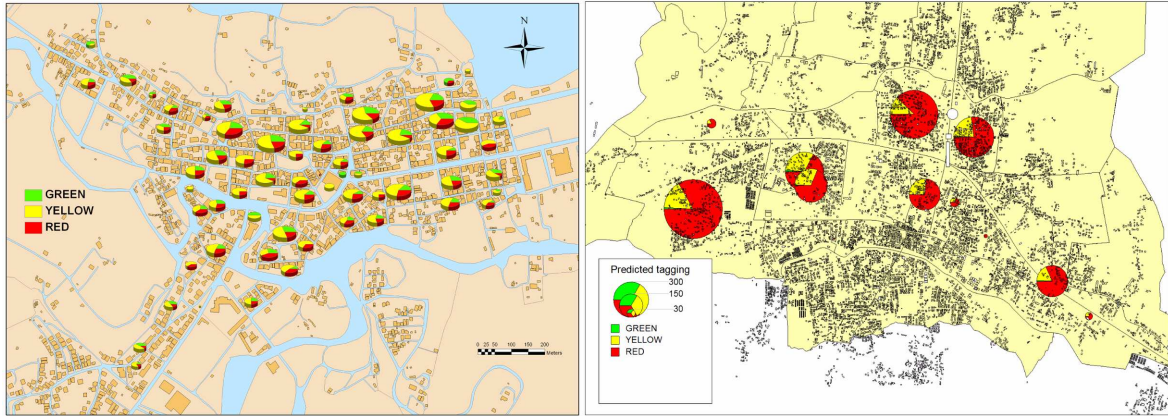 N
GREEN
YELLOW
RED
0 25 50 100 150 200
Meters
Predicted tagging
300
150
30
GREEN
YELLOW
RED